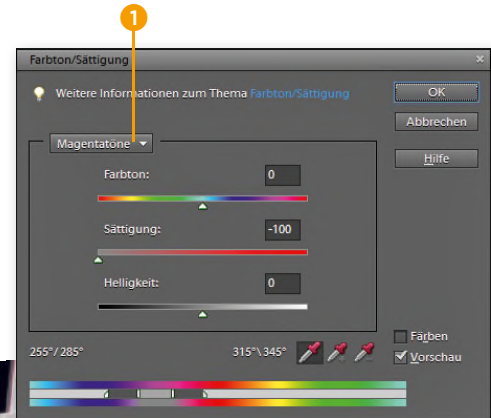 1
Farbton/Sättigung
Weitere Informationen zum Thema Farbton/Sättigung
OK
Abbrechen
Hilfe
Magentatöne
Farbton: 0
Sättigung: -100
Helligkeit: 0
255°/285° 315°\345°
Färben
Vorschau